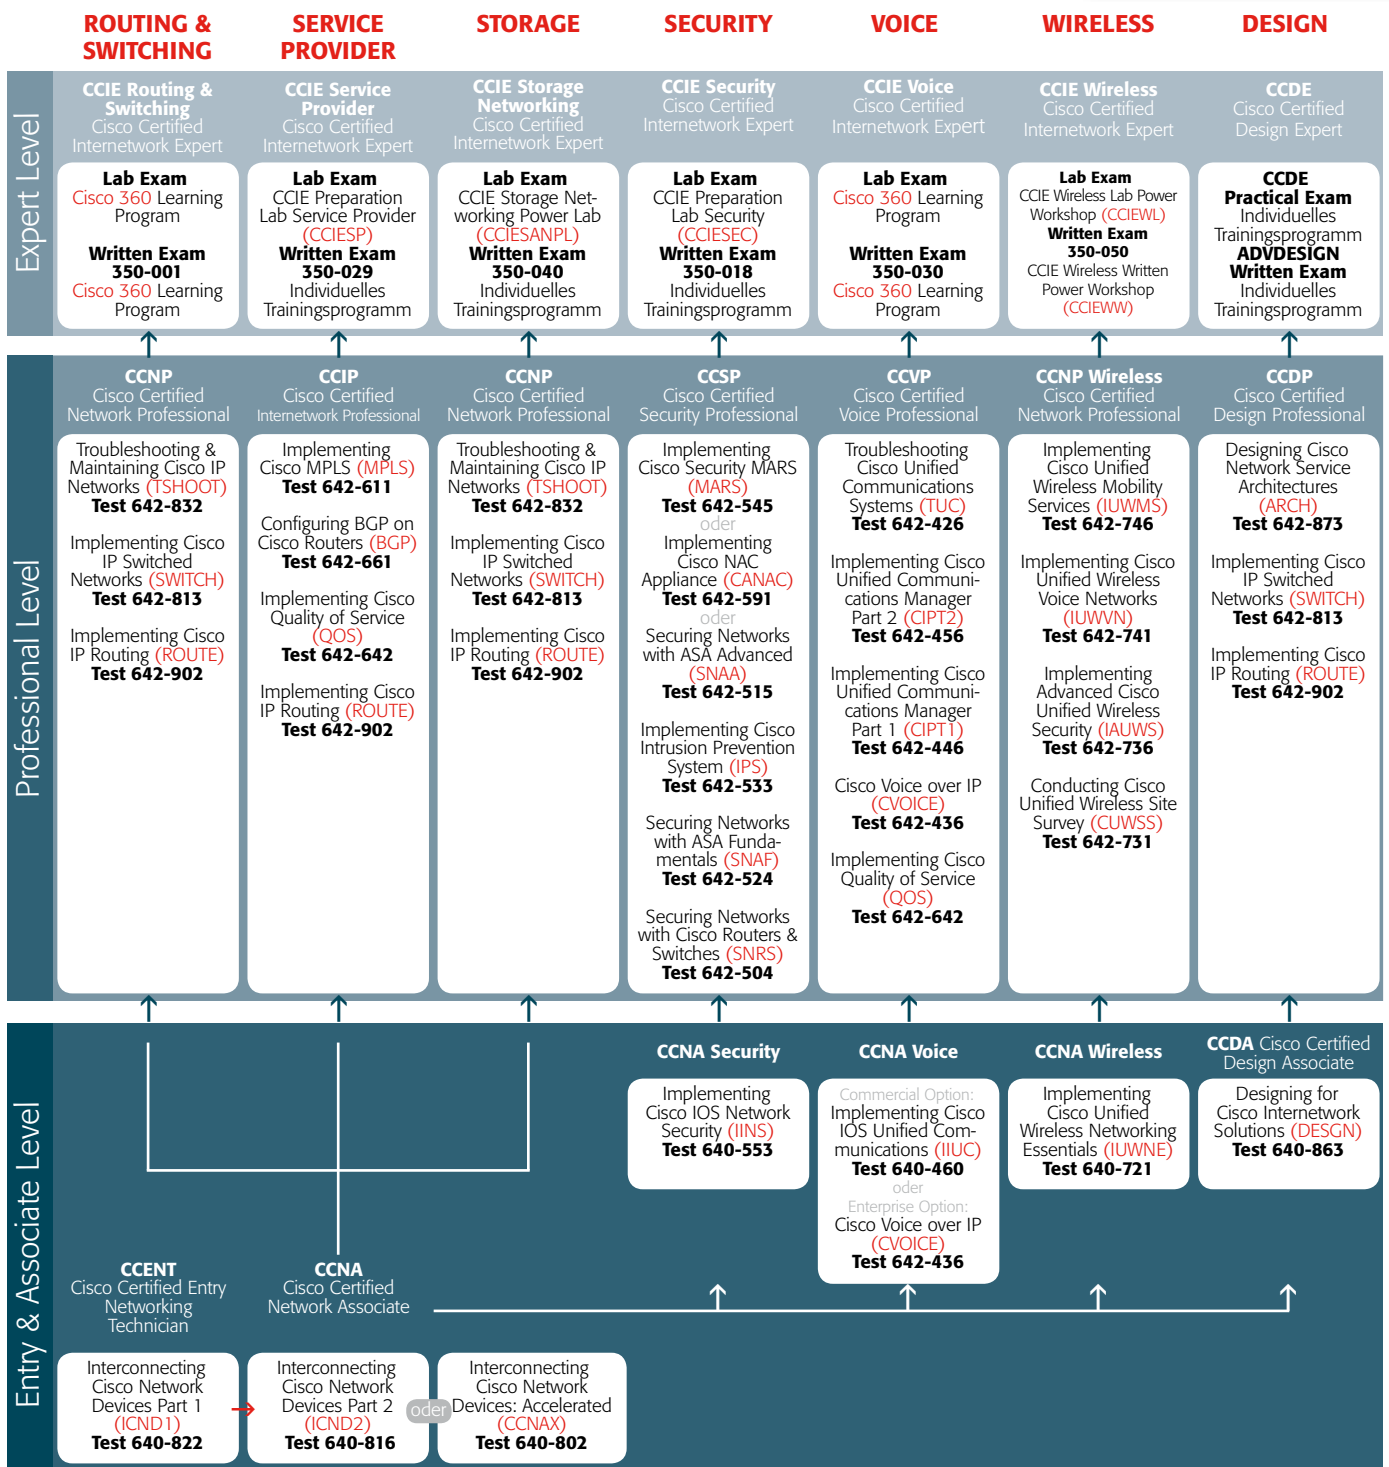 ROUTING &
SWITCHING
SERVICE
PROVIDER
STORAGE
SECURITY
VOICE
WIRELESS
DESIGN
Expert Level
CCIE Routing &
Switching
Cisco Certified
Internetwork Expert
Lab Exam
Cisco 360 Learning
Program
Written Exam
350-001
Cisco 360 Learning
Program
CCIE Service
Provider
Cisco Certified
Internetwork Expert
Lab Exam
CCIE Preparation
Lab Service Provider
(CCIESP)
Written Exam
350-029
Individuelles
Trainingsprogramm
CCIE Storage
Networking
Cisco Certified
Internetwork Expert
Lab Exam
CCIE Storage Net-
working Power Lab
(CCIESANPL)
Written Exam
350-040
Individuelles
Trainingsprogramm
CCIE Security
Cisco Certified
Internetwork Expert
Lab Exam
CCIE Preparation
Lab Security
(CCIESEC)
Written Exam
350-018
Individuelles
Trainingsprogramm
CCIE Voice
Cisco Certified
Internetwork Expert
Lab Exam
Cisco 360 Learning
Program
Written Exam
350-030
Cisco 360 Learning
Program
CCIE Wireless
Cisco Certified
Internetwork Expert
Lab Exam
CCIE Wireless Lab Power
Workshop (CCIEWL)
Written Exam
350-050
CCIE Wireless Written
Power Workshop
(CCIEWW)
CCDE
Cisco Certified
Design Expert
CCDE
Practical Exam
Individuelles
Trainingsprogramm
ADVDESIGN
Written Exam
Individuelles
Trainingsprogramm
Professional Level
CCNP
Cisco Certified
Network Professional
Troubleshooting &
Maintaining Cisco IP
Networks (TSHOOT)
Test 642-832
Implementing Cisco
IP Switched
Networks (SWITCH)
Test 642-813
Implementing Cisco
IP Routing (ROUTE)
Test 642-902
CCIP
Cisco Certified
Internetwork Professional
Implementing
Cisco MPLS (MPLS)
Test 642-611
Configuring BGP on
Cisco Routers (BGP)
Test 642-661
Implementing Cisco
Quality of Service
(QOS)
Test 642-642
Implementing Cisco
IP Routing (ROUTE)
Test 642-902
CCNP
Cisco Certified
Network Professional
Troubleshooting &
Maintaining Cisco IP
Networks (TSHOOT)
Test 642-832
Implementing Cisco
IP Switched
Networks (SWITCH)
Test 642-813
Implementing Cisco
IP Routing (ROUTE)
Test 642-902
CCSP
Cisco Certified
Security Professional
Implementing
Cisco Security MARS
(MARS)
Test 642-545
oder
Implementing
Cisco NAC
Appliance (CANAC)
Test 642-591
oder
Securing Networks
with ASA Advanced
(SNAA)
Test 642-515
Implementing Cisco
Intrusion Prevention
System (IPS)
Test 642-533
Securing Networks
with ASA Funda-
mentals (SNAF)
Test 642-524
Securing Networks
with Cisco Routers &
Switches (SNRS)
Test 642-504
CCVP
Cisco Certified
Voice Professional
Troubleshooting
Cisco Unified
Communications
Systems (TUC)
Test 642-426
Implementing Cisco
Unified Communi-
cations Manager
Part 2 (CIPT2)
Test 642-456
Implementing Cisco
Unified Communi-
cations Manager
Part 1 (CIPT1)
Test 642-446
Cisco Voice over IP
(CVOICE)
Test 642-436
Implementing Cisco
Quality of Service
(QOS)
Test 642-642
CCNP Wireless
Cisco Certified
Network Professional
Implementing
Cisco Unified
Wireless Mobility
Services (IUWMS)
Test 642-746
Implementing Cisco
Unified Wireless
Voice Networks
(IUWVN)
Test 642-741
Implementing
Advanced Cisco
Unified Wireless
Security (IAUWS)
Test 642-736
Conducting Cisco
Unified Wireless Site
Survey (CUWSS)
Test 642-731
CCDP
Cisco Certified
Design Professional
Designing Cisco
Network Service
Architectures
(ARCH)
Test 642-873
Implementing Cisco
IP Switched
Networks (SWITCH)
Test 642-813
Implementing Cisco
IP Routing (ROUTE)
Test 642-902
Entry & Associate Level
CCNA Security
Implementing
Cisco IOS Network
Security (IINS)
Test 640-553
CCNA Voice
Commercial Option:
Implementing Cisco
IOS Unified Com-
munications (IIUC)
Test 640-460
oder
Enterprise Option:
Cisco Voice over IP
(CVOICE)
Test 642-436
CCNA Wireless
Implementing
Cisco Unified
Wireless Networking
Essentials (IUWNE)
Test 640-721
CCDA Cisco Certified
Design Associate
Designing for
Cisco Internetwork
Solutions (DESGN)
Test 640-863
CCENT
Cisco Certified Entry
Networking
Technician
Interconnecting
Cisco Network
Devices Part 1
(ICND1)
Test 640-822
CCNA
Cisco Certified
Network Associate
Interconnecting
Cisco Network
Devices Part 2
(ICND2)
Test 640-816
oder
Interconnecting
Cisco Network
Devices: Accelerated
(CCNAX)
Test 640-802